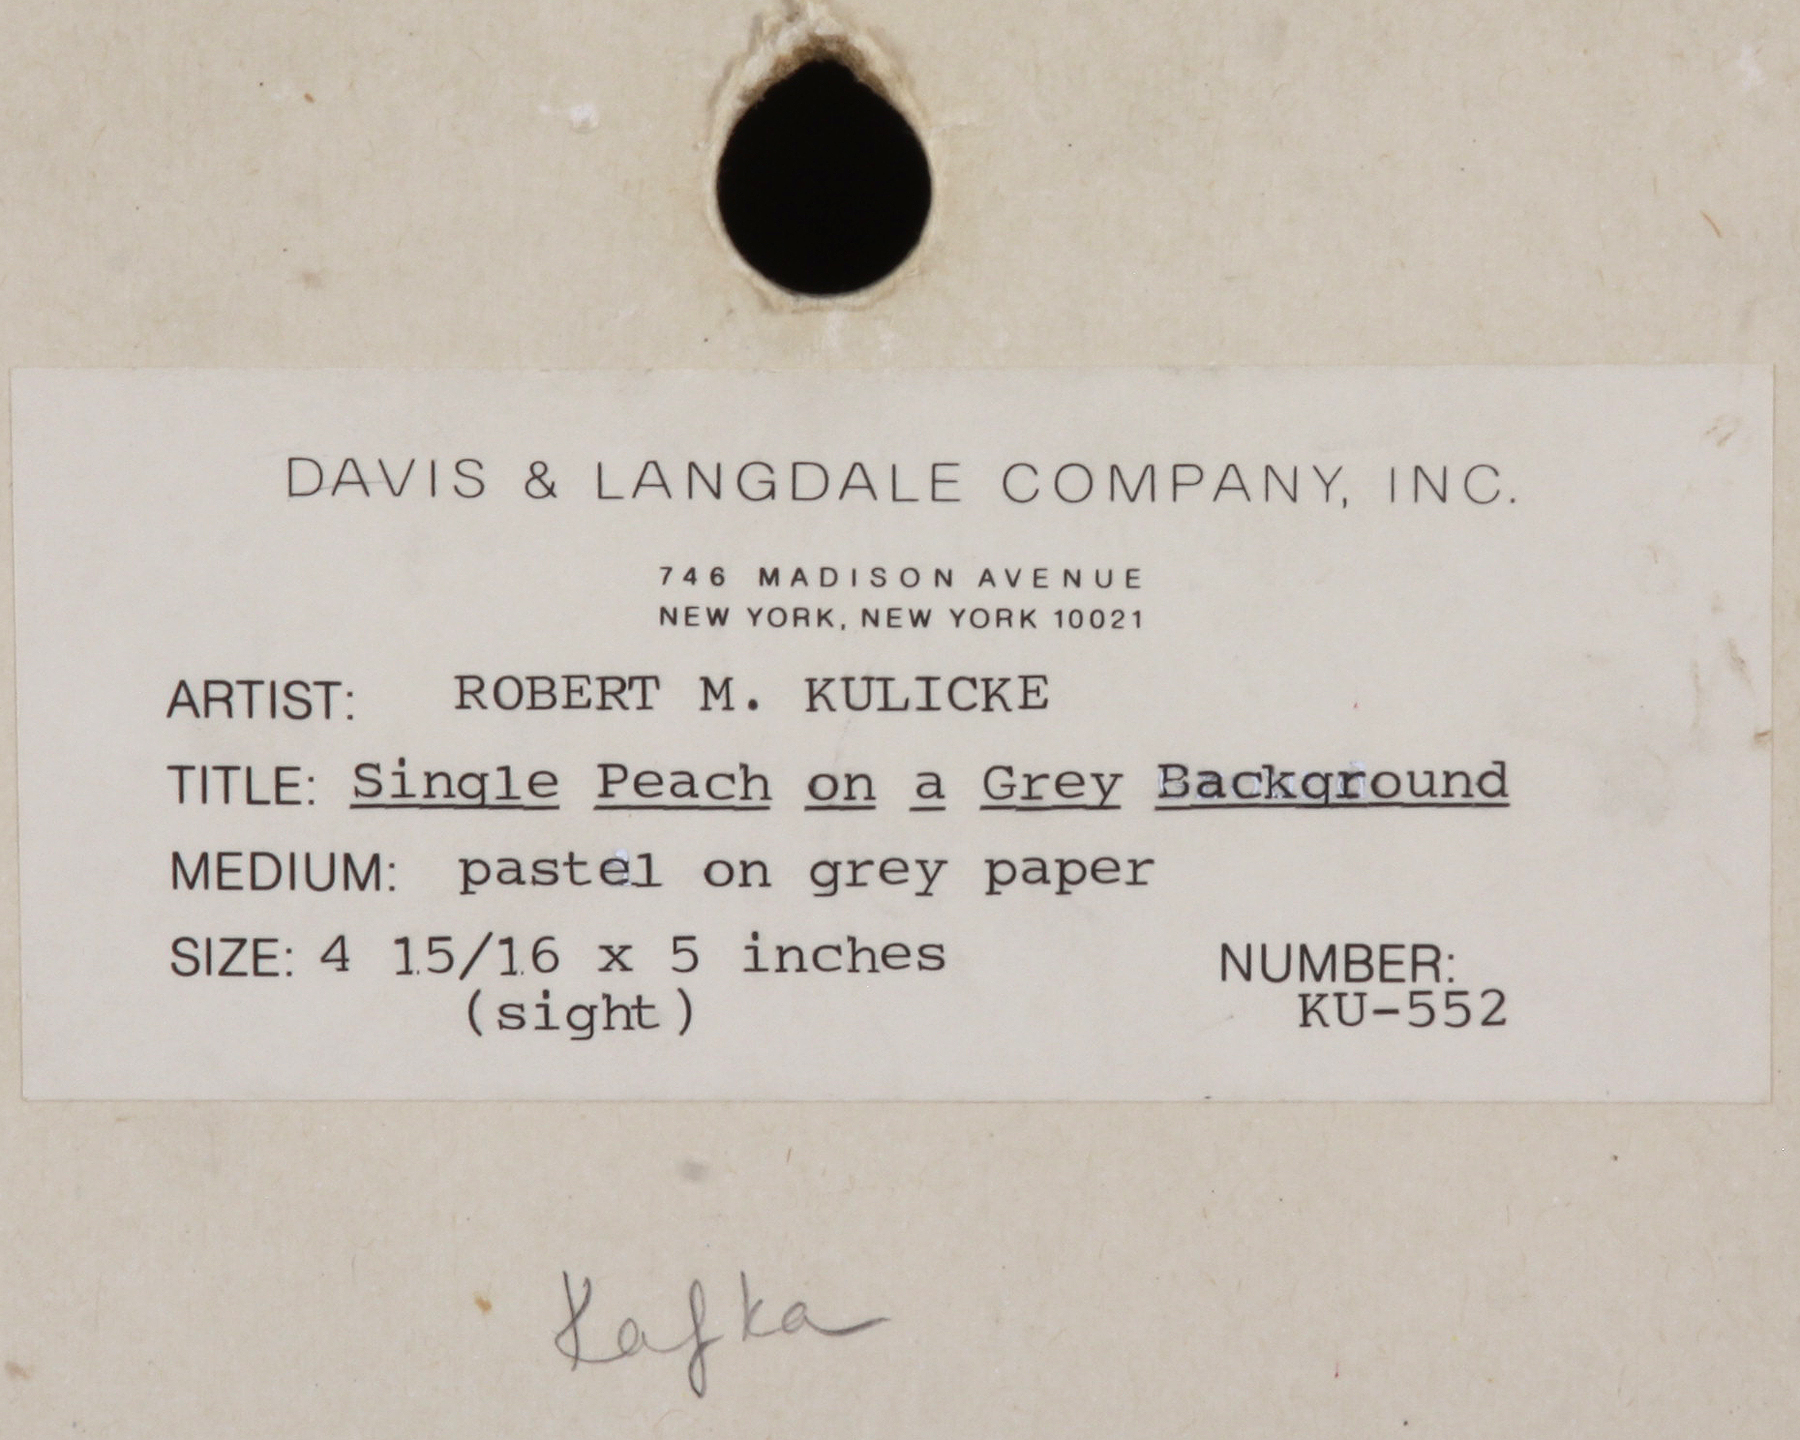 DAVIS & LANGDALE COMPANY, INC.
746 MADISON AVENUE
NEW YORK, NEW YORK 10021
ARTIST: ROBERT M. KULICKE
TITLE: Single Peach on a Grey Background
MEDIUM: pastel on grey paper
SIZE: 4 15/16 x 5 inches
(sight)
NUMBER:
KU-552
Kafka